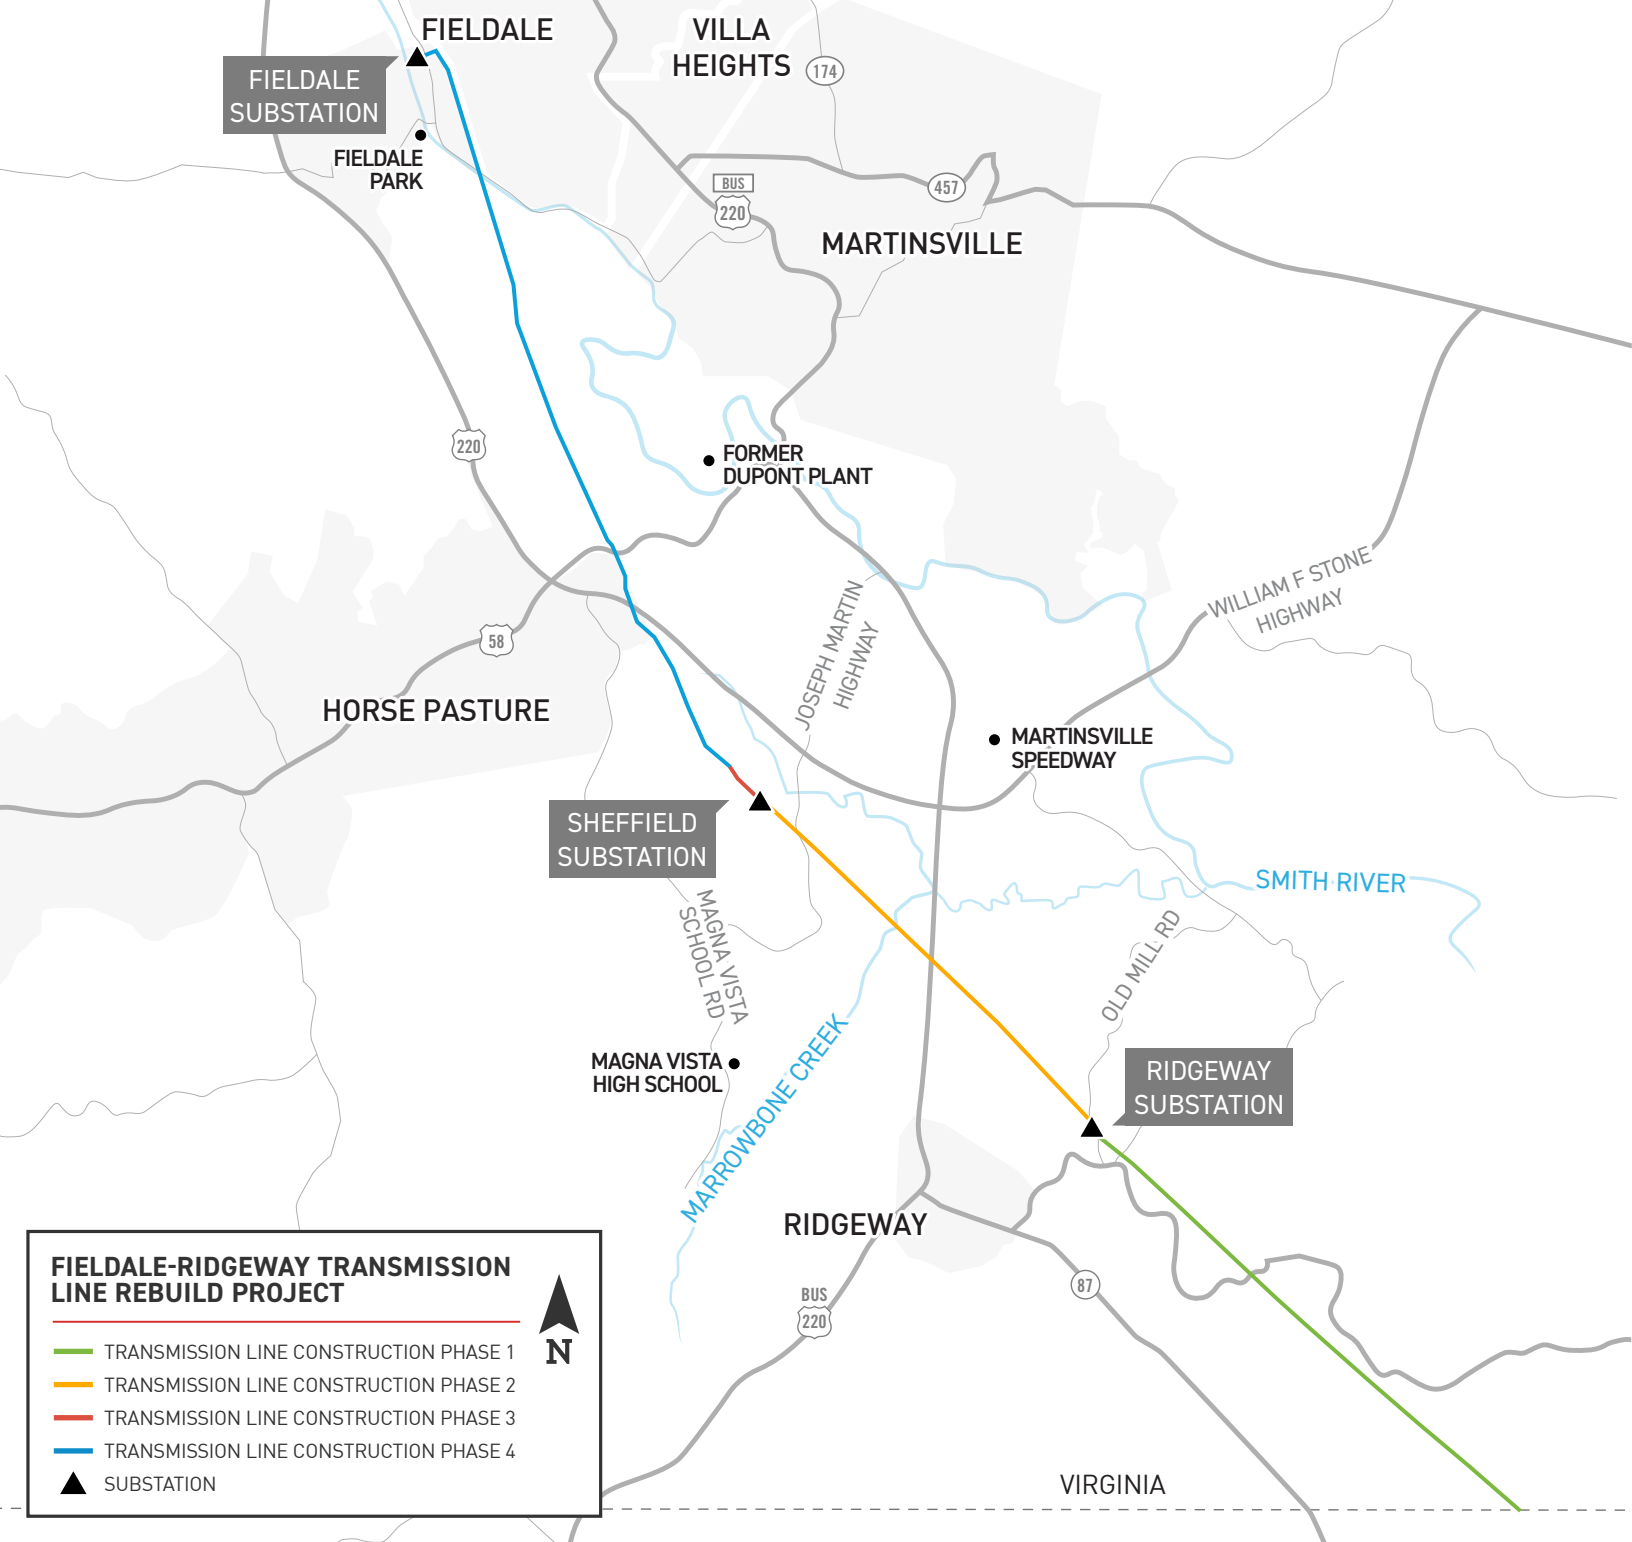 FIELDALE
VILLA
HEIGHTS
174
FIELDALE
SUBSTATION
FIELDALE
PARK
BUS
220
457
MARTINSVILLE
220
FORMER
DUPONT PLANT
WILLIAM F STONE
HIGHWAY
JOSEPH MARTIN
HIGHWAY
58
HORSE PASTURE
MARTINSVILLE
SPEEDWAY
SHEFFIELD
SUBSTATION
SMITH RIVER
MAGNA VISTA
SCHOOL RD
OLD MILL RD
MAGNA VISTA
HIGH SCHOOL
MARROWBONE CREEK
RIDGEWAY
SUBSTATION
RIDGEWAY
BUS
220
87
FIELDALE-RIDGEWAY TRANSMISSION
LINE REBUILD PROJECT
N
TRANSMISSION LINE CONSTRUCTION PHASE 1
TRANSMISSION LINE CONSTRUCTION PHASE 2
TRANSMISSION LINE CONSTRUCTION PHASE 3
TRANSMISSION LINE CONSTRUCTION PHASE 4
SUBSTATION
VIRGINIA